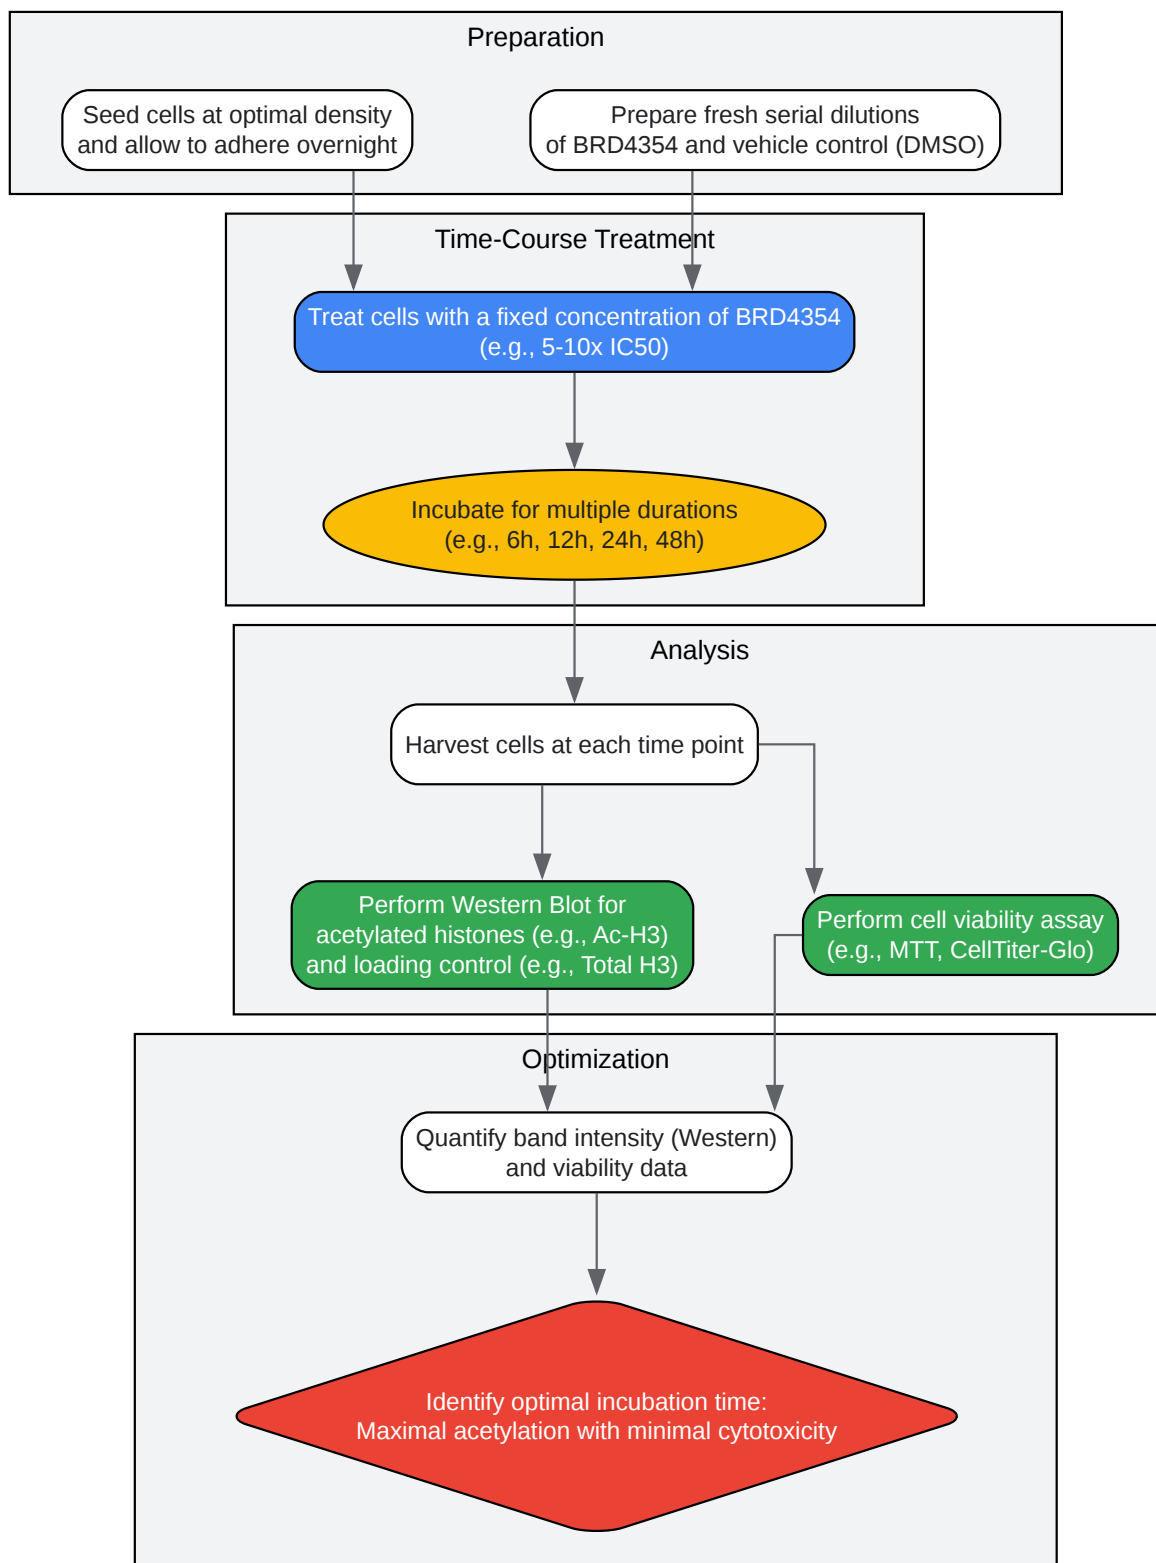 Preparation
Seed cells at optimal density
and allow to adhere overnight
Prepare fresh serial dilutions
of BRD4354 and vehicle control (DMSO)
Time-Course Treatment
Treat cells with a fixed concentration of BRD4354
(e.g., 5-10x IC50)
Incubate for multiple durations
(e.g., 6h, 12h, 24h, 48h)
Analysis
Harvest cells at each time point
Perform Western Blot for
acetylated histones (e.g., Ac-H3)
and loading control (e.g., Total H3)
Perform cell viability assay
(e.g., MTT, CellTiter-Glo)
Optimization
Quantify band intensity (Western)
and viability data
Identify optimal incubation time:
Maximal acetylation with minimal cytotoxicity